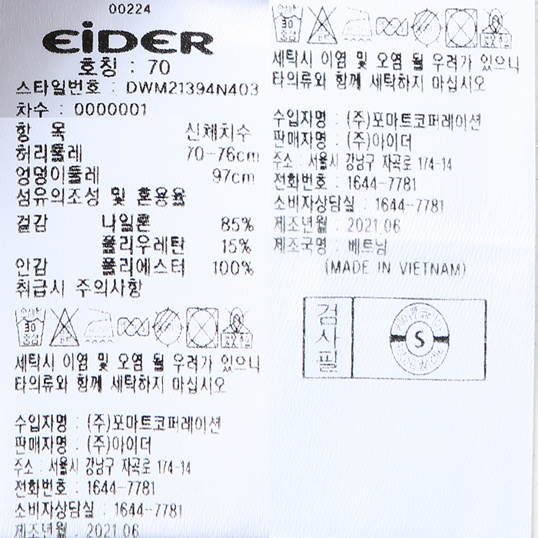 00224
EiDER
호칭 : 70
스타일번호 : DWM21394N403
차수 : 0000001
항 목 신체치수
허리둘레 70-76cm
엉덩이둘레 97cm
섬유의조성 및 혼용율
겉감 나일론 85%
폴리우레탄 15%
안감 폴리에스터 100%
취급시 주의사항
30
중성
세탁시 이염 및 오염 될 우려가 있으니
타의류와 함께 세탁하지 마십시오
수입자명 : (주)포마트코퍼레이션
판매자명 : (주)아이더
주소 : 서울시 강남구 자곡로 174-14
전화번호 : 1644-7781
소비자상담실 : 1644-7781
제조년월 : 2021.06
30
중성
세탁시 이염 및 오염 될 우려가 있으니
타의류와 함께 세탁하지 마십시오
수입자명 : (주)포마트코퍼레이션
판매자명 : (주)아이더
주소 : 서울시 강남구 자곡로 174-14
전화번호 : 1644-7781
소비자상담실 : 1644-7781
제조년월 : 2021.06
제조국명 : 베트남
(MADE IN VIETNAM)
검사필
S